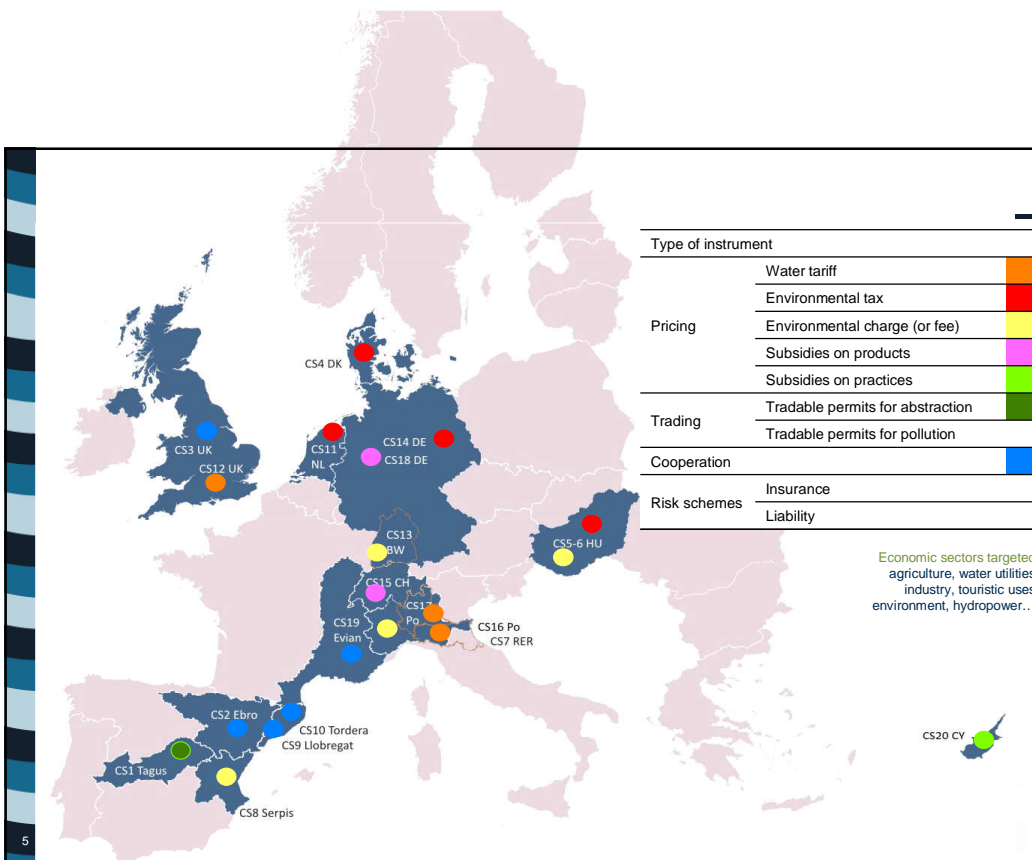 Type of instrument
Pricing
Water tariff
Environmental tax
Environmental charge (or fee)
Subsidies on products
Subsidies on practices
Trading
Tradable permits for abstraction
Tradable permits for pollution
Cooperation
Risk schemes
Insurance
Liability
Economic sectors targeted
agriculture, water utilities
industry, touristic uses
environment, hydropower…
CS4 DK
CS3 UK
CS12 UK
CS11
NL
CS14 DE
CS18 DE
CS13
BW
CS5-6 HU
CS15 CH
CS17
Po
CS16 Po
CS7 RER
CS19
Evian
CS2 Ebro
CS10 Tordera
CS9 Llobregat
CS1 Tagus
CS8 Serpis
CS20 CY
5